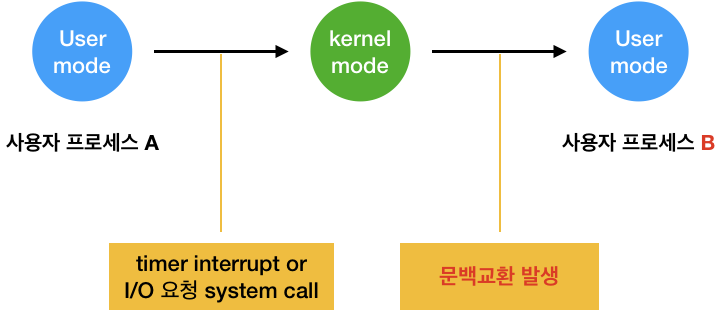 User
mode
kernel
mode
User
mode
사용자 프로세스 A
사용자 프로세스 B
timer interrupt or
I/O 요청 system call
문백교환 발생